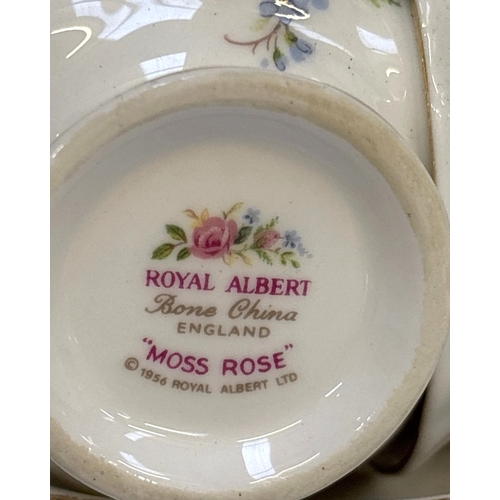 ROYAL ALBERT
Bone China
ENGLAND
"MOSS ROSE"
© 1956 ROYAL ALBERT LTD